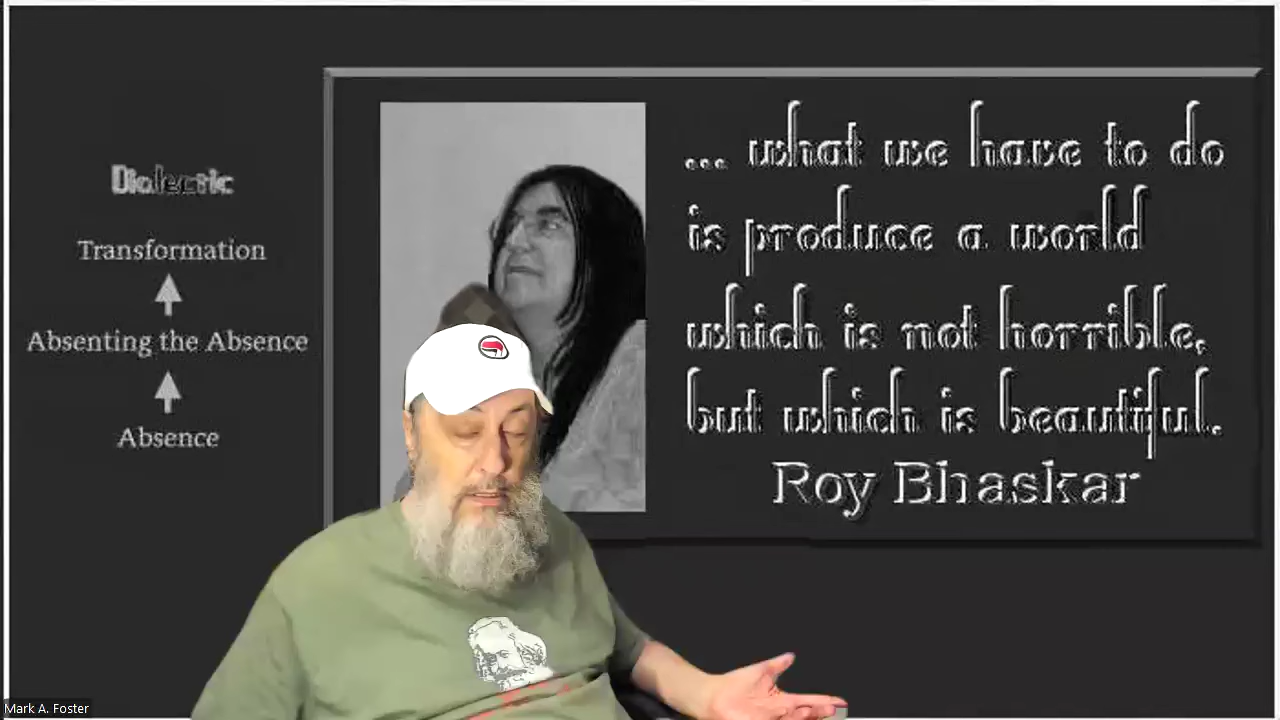 Dialectic
Transformation
Absenting the Absence
Absence
... what we have to do
is produce a world
which is not horrible,
but which is beautiful.
Roy Bhaskar
Mark A. Foster